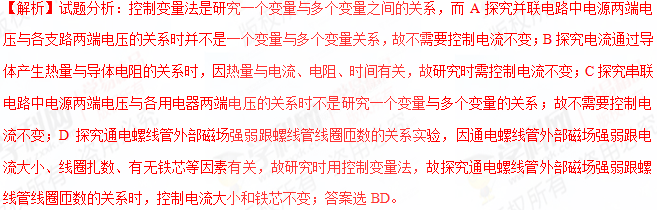 【解析】试题分析：控制变量法是研究一个变量与多个变量之间的关系，而 A 探究并联电路中电源两端电
压与各支路两端电压的关系时并不是一个变量与多个变量关系，故不需要控制电流不变；B 探究电流通过导
体产生热量与导体电阻的关系时，因热量与电流、电阻、时间有关，故研究时需控制电流不变；C 探究串联
电路中电源两端电压与各用电器两端电压的关系时不是研究一个变量与多个变量的关系；故不需要控制电
流不变；D 探究通电螺线管外部磁场强弱跟螺线管线圈匝数的关系实验，因通电螺线管外部磁场强弱跟电
流大小、线圈扎数、有无铁芯等因素有关，故研究时用控制变量法，故探究通电螺线管外部磁场强弱跟螺
线管线圈匝数的关系时，控制电流大小和铁芯不变；答案选 BD。